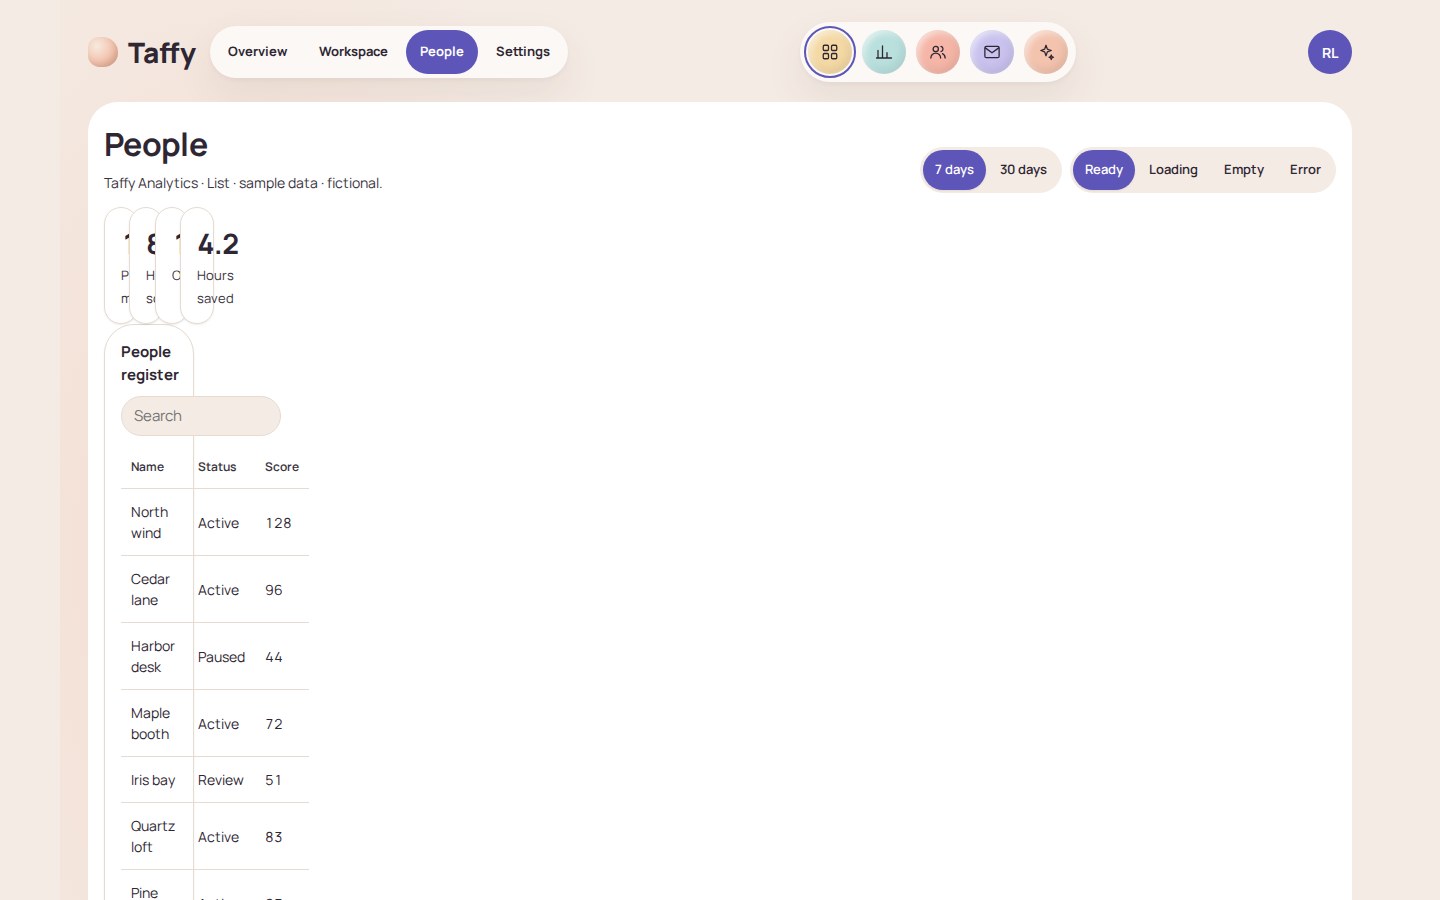 Taffy
Overview Workspace People Settings
RL
People
Taffy Analytics · List · sample data · fictional.
7 days 30 days
Ready Loading Empty Error
4.2
Hours
saved
People
register
Search
Name Status Score
North
wind
Active 128
Cedar
lane
Active 96
Harbor
desk
Paused 44
Maple
booth
Active 72
Iris bay Review 51
Quartz
loft
Active 83
Pine